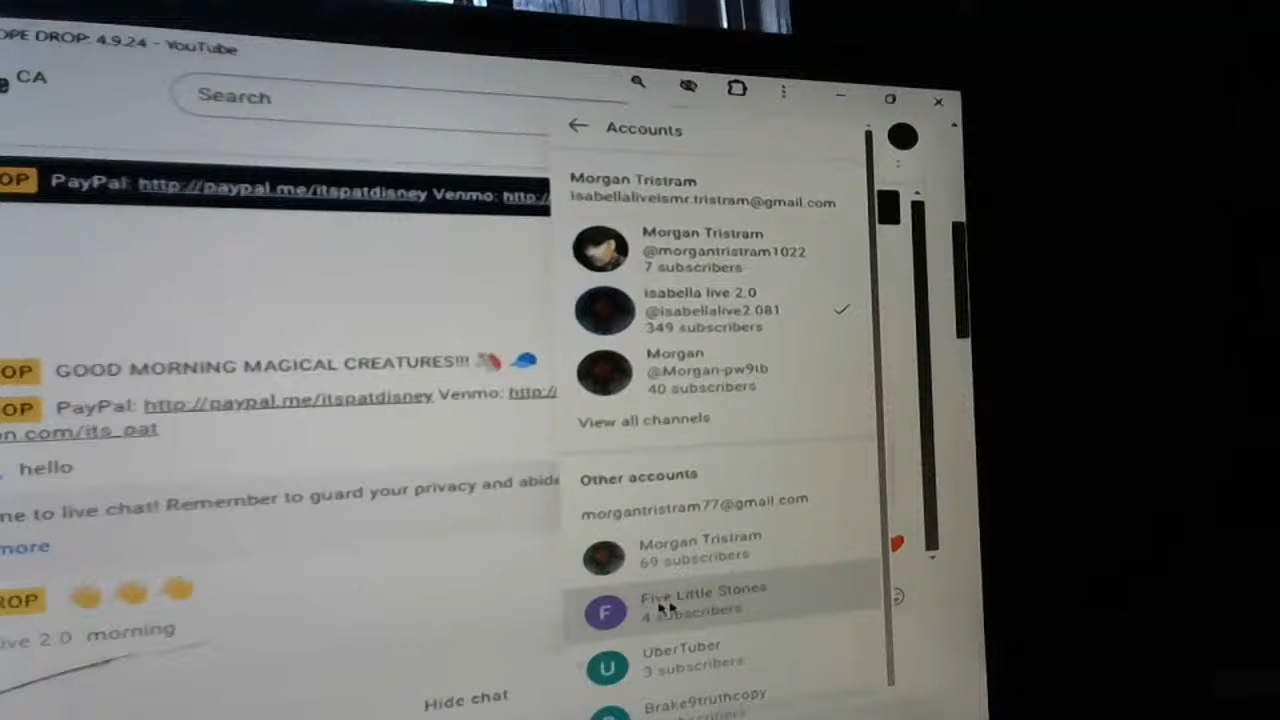 OPE DROP: 4.9.24 - YouTube
CA
Search
Accounts
OP PayPal: http://paypal.me/itspatdisney Venmo: http:/
Morgan Tristram
isabellaliveismr.tristram@gmail.com
Morgan Tristram
@morgantristram1022
7 subscribers
isabella live 2.0
@isabellalive2.081
349 subscribers
Morgan
@Morgan-pw9tb
40 subscribers
View all channels
OP GOOD MORNING MAGICAL CREATURES!!!
OP PayPal: http://paypal.me/itspatdisney Venmo: http:/
n.com/its_pat
hello
me to live chat! Remember to guard your privacy and abide
more
ROP
ive 2 0 morning
Hide chat
Other accounts
morgantristram77@gmail.com
Morgan Tristram
69 subscribers
F
Five Little Stones
4 subscribers
U
UberTuber
3 subscribers
Brake9truthcopy